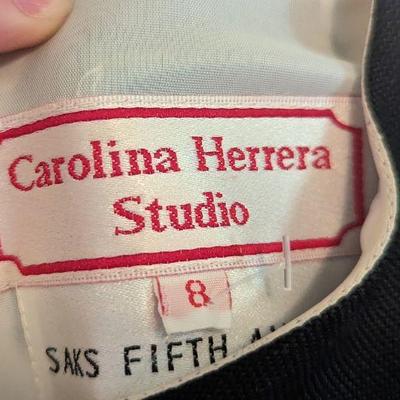 Carolina Herrera
Studio
8
SAKS FIFTH